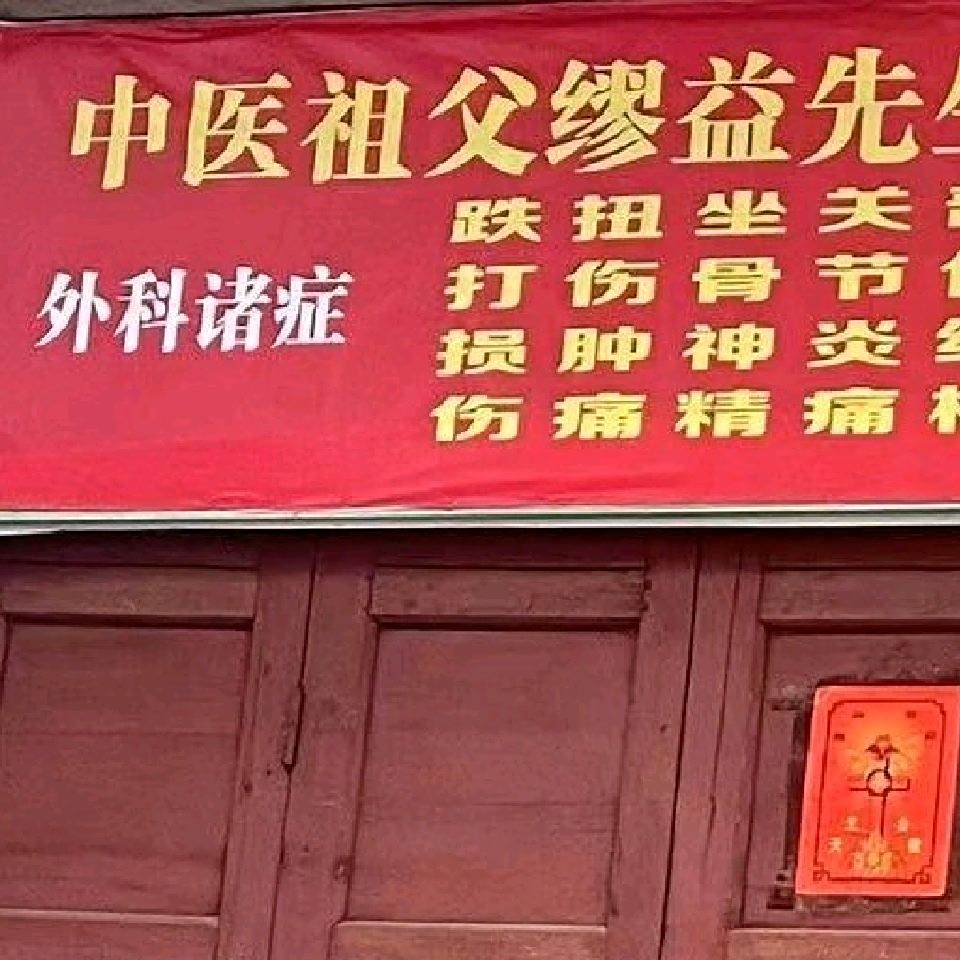 中医祖父缪益先生
外科诸症
跌扭坐关
打伤骨节
损肿神炎
伤痛精痛